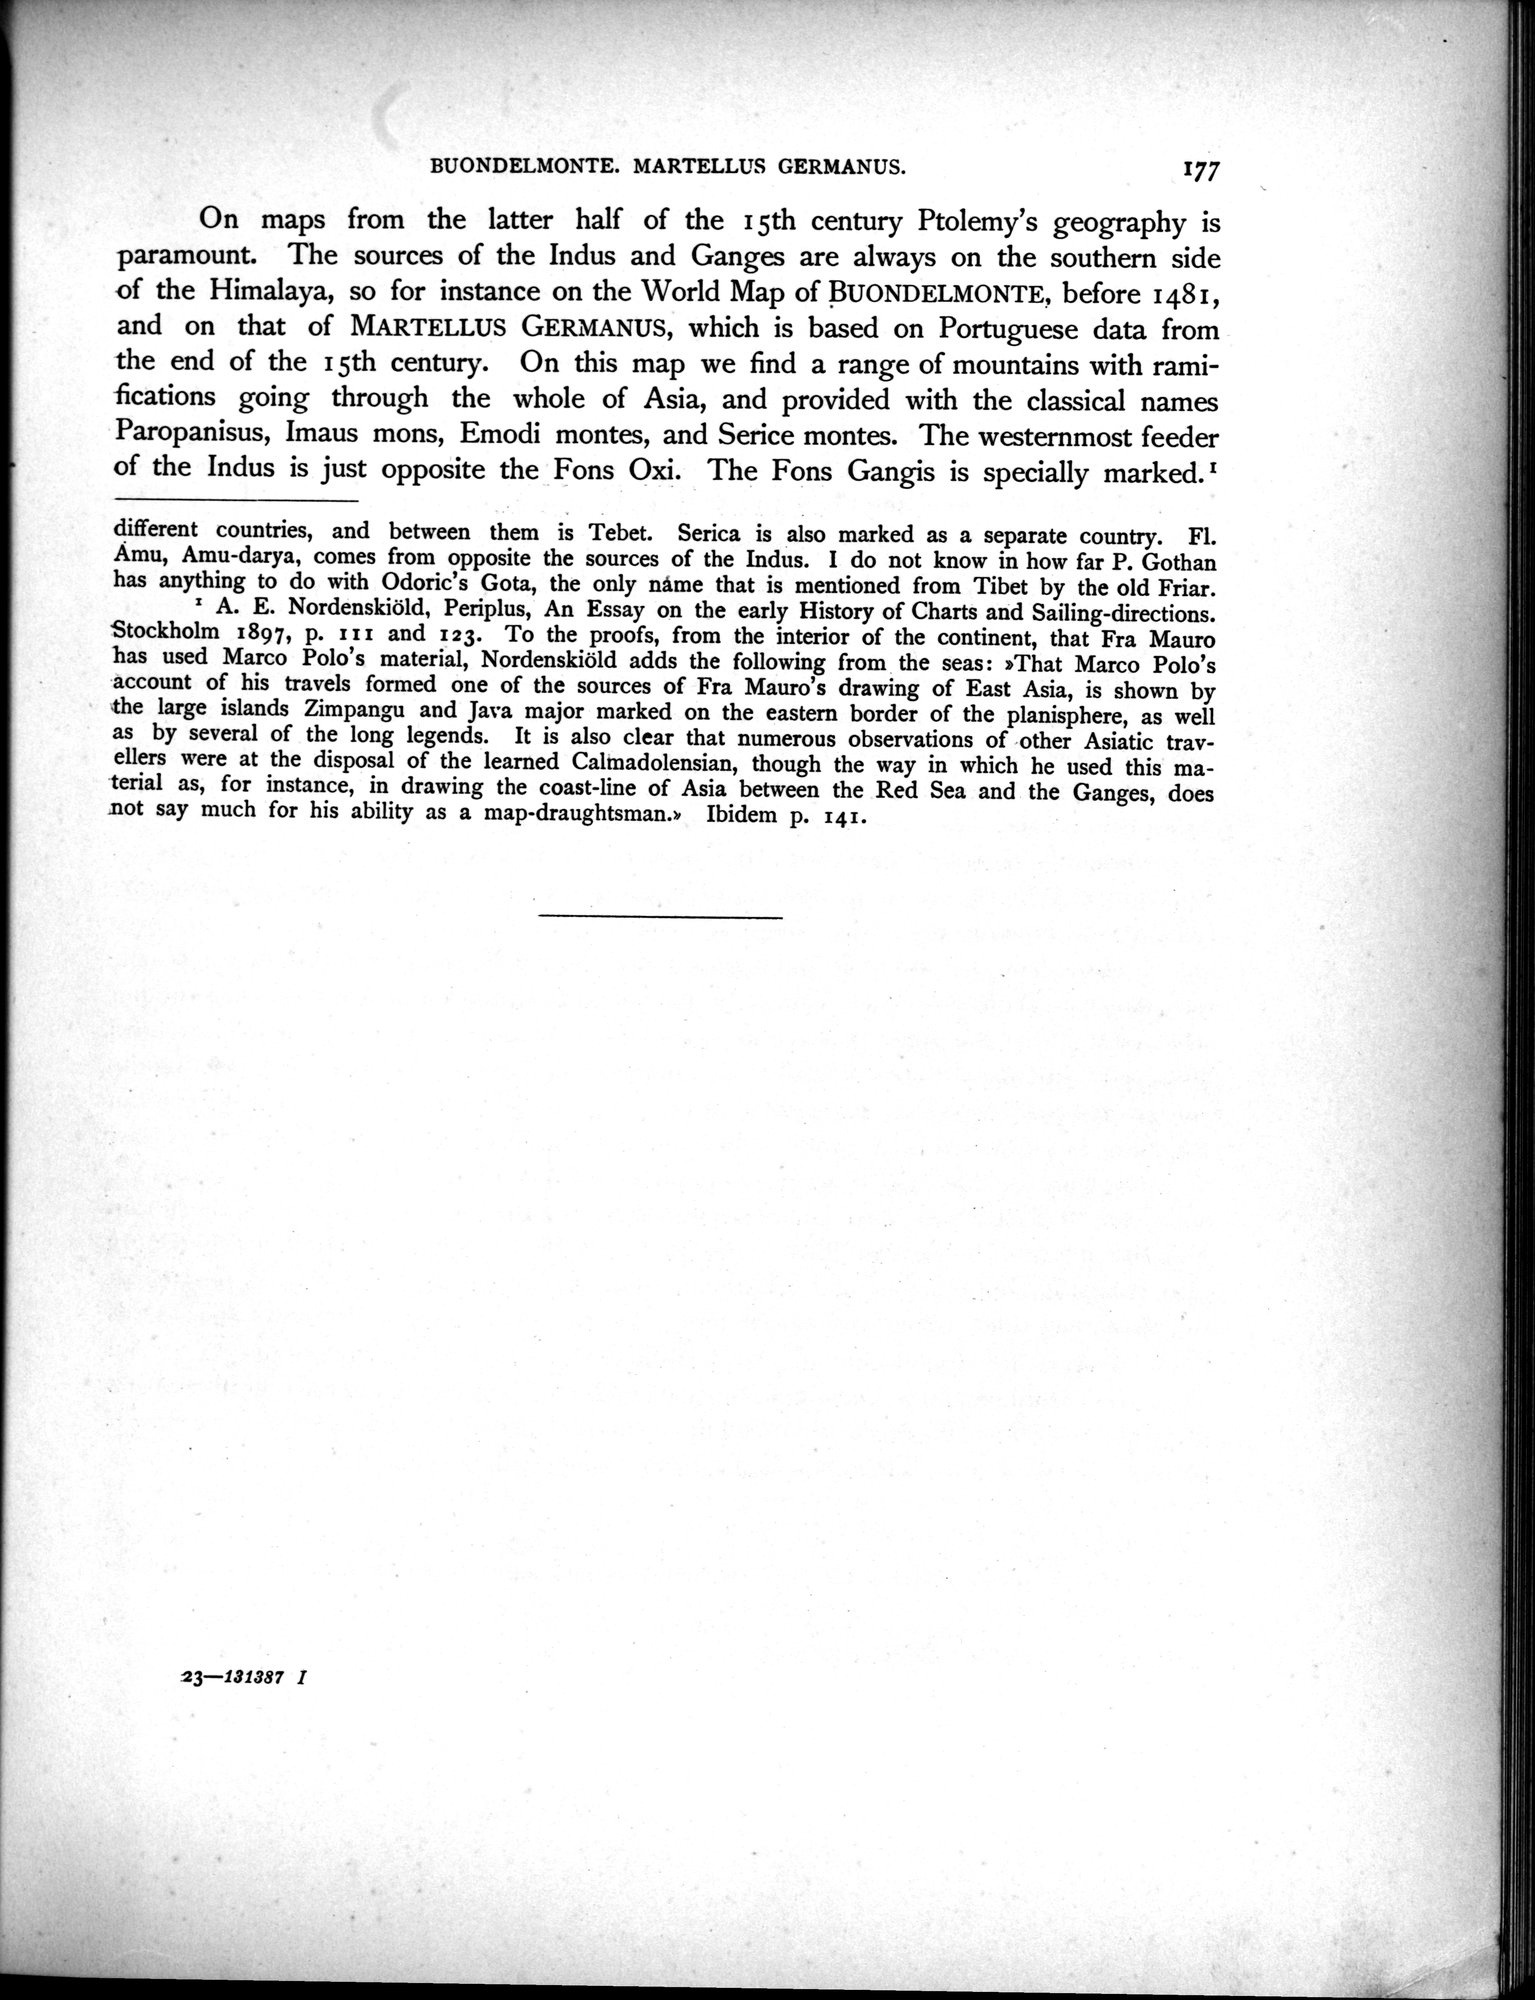 BUONDELMONTE. MARTELLUS GERMANUS. 177
On maps from the latter half of the 15th century Ptolemy's geography is
paramount. The sources of the Indus and Ganges are always on the southern side
of the Himalaya, so for instance on the World Map of BUONDELMONTE, before 1481,
and on that of MARTELLUS GERMANUS, which is based on Portuguese data from
the end of the 15th century. On this map we find a range of mountains with rami-
fications going through the whole of Asia, and provided with the classical names
Paropanisus, Imaus mons, Emodi montes, and Serice montes. The westernmost feeder
of the Indus is just opposite the Fons Oxi. The Fons Gangis is specially marked.¹
different countries, and between them is Tebet. Serica is also marked as a separate country. Fl.
Amu, Amu-darya, comes from opposite the sources of the Indus. I do not know in how far P. Gothan
has anything to do with Odoric's Gota, the only name that is mentioned from Tibet by the old Friar.
¹ A. E. Nordenskiöld, Periplus, An Essay on the early History of Charts and Sailing-directions.
Stockholm 1897, p. 111 and 123. To the proofs, from the interior of the continent, that Fra Mauro
has used Marco Polo's material, Nordenskiöld adds the following from the seas: »That Marco Polo's
account of his travels formed one of the sources of Fra Mauro's drawing of East Asia, is shown by
the large islands Zimpangu and Java major marked on the eastern border of the planisphere, as well
as by several of the long legends. It is also clear that numerous observations of other Asiatic trav-
ellers were at the disposal of the learned Calmadolensian, though the way in which he used this ma-
terial as, for instance, in drawing the coast-line of Asia between the Red Sea and the Ganges, does
not say much for his ability as a map-draughtsman.» Ibidem p. 141.
23—131387 I